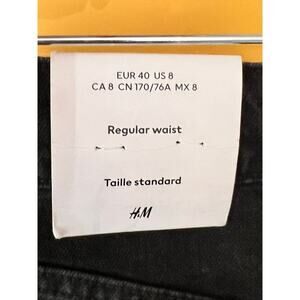 EUR 40 US 8
CA 8 CN 170/76A MX 8
Regular waist
Taille standard
H&M